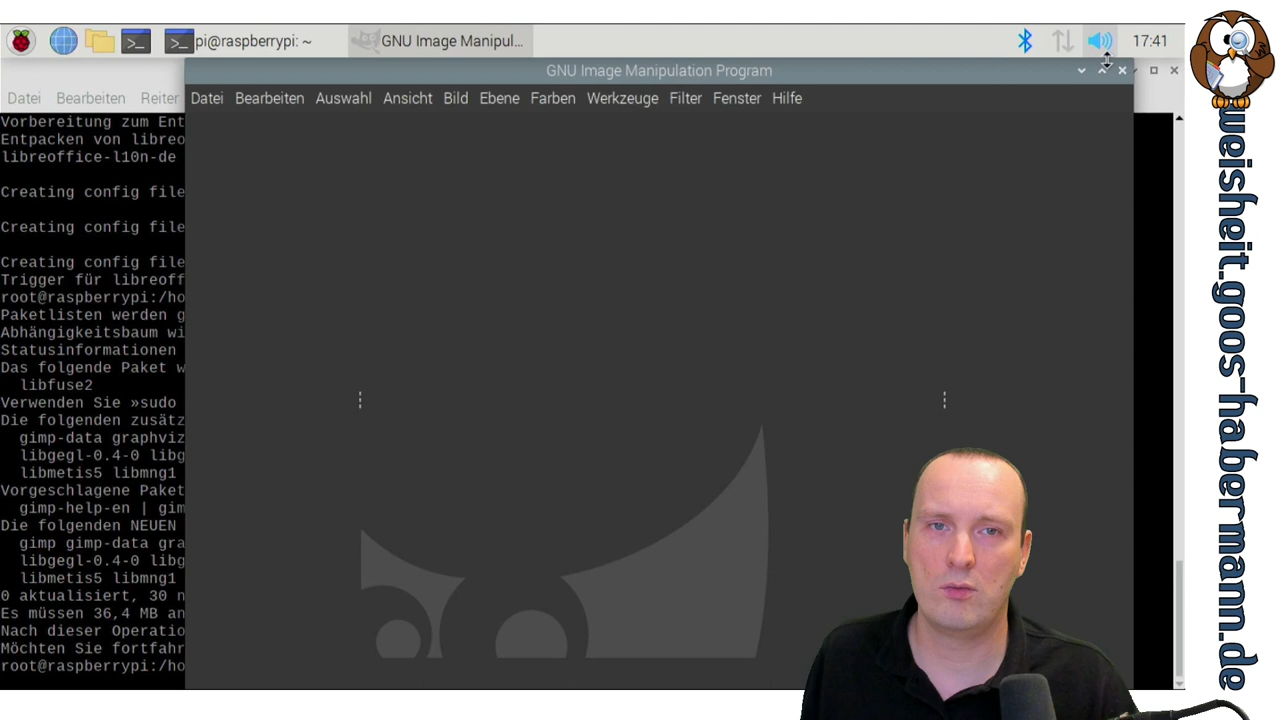 pi@raspberrypi: ~
GNU Image Manipul...
17:41
GNU Image Manipulation Program
Datei Bearbeiten Reiter
Datei Bearbeiten Auswahl Ansicht Bild Ebene Farben Werkzeuge Filter Fenster Hilfe
Vorbereitung zum Ent
Entpacken von libreo
libreoffice-l10n-de
Creating config file
Creating config file
Creating config file
Trigger für libreoff
root@raspberrypi:/ho
Paketlisten werden g
Abhängigkeitsbaum wi
Statusinformationen
Das folgende Paket w
libfuse2
Verwenden Sie »sudo
Die folgenden zusätz
gimp-data graphviz
libgegl-0.4-0 libg
libmetis5 libmng1
Vorgeschlagene Paket
gimp-help-en | gim
Die folgenden NEUEN
gimp gimp-data gra
libgegl-0.4-0 libg
libmetis5 libmng1
0 aktualisiert, 30 n
Es müssen 36,4 MB an
Nach dieser Operatio
Möchten Sie fortfahr
root@raspberrypi:/ho
weisheit.goos-habermann.de